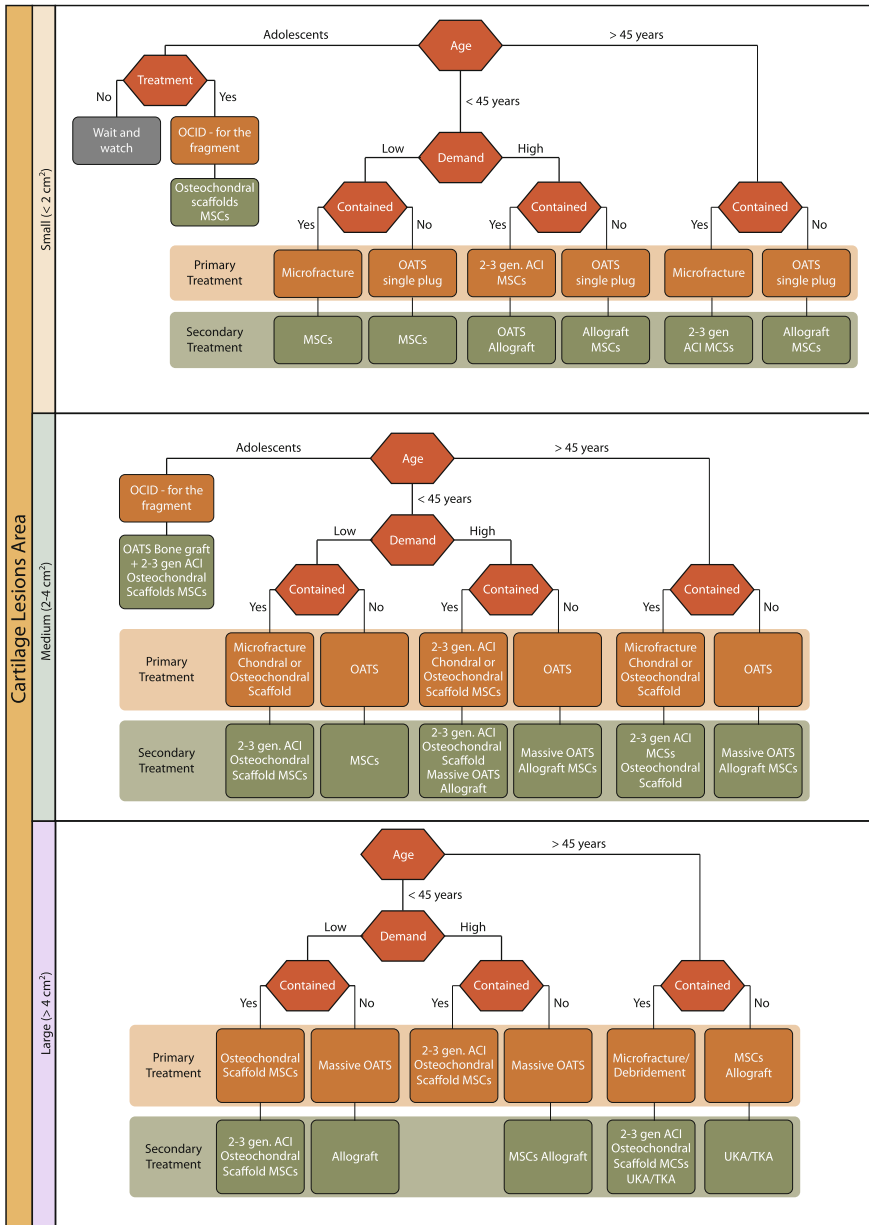 Cartilage Lesions Area
Small (< 2 cm²)
Adolescents
Age
> 45 years
Treatment
No
Yes
< 45 years
Wait and
watch
OCID - for the
fragment
Low
Demand
High
Osteochondral
scaffolds
MSCs
Contained
Contained
Contained
Yes
No
Yes
No
Yes
No
Primary
Treatment
Microfracture
OATS
single plug
2-3 gen. ACI
MSCs
OATS
single plug
Microfracture
OATS
single plug
Secondary
Treatment
MSCs
MSCs
OATS
Allograft
Allograft
MSCs
2-3 gen
ACI MCSs
Allograft
MSCs
Medium (2-4 cm²)
Adolescents
Age
> 45 years
OCID - for the
fragment
< 45 years
OATS Bone graft
+ 2-3 gen ACI
Osteochondral
Scaffolds MSCs
Low
Demand
High
Contained
Contained
Contained
Yes
No
Yes
No
Yes
No
Primary
Treatment
Microfracture
Chondral or
Osteochondral
Scaffold
OATS
2-3 gen. ACI
Chondral or
Osteochondral
Scaffold MSCs
OATS
Microfracture
Chondral or
Osteochondral
Scaffold
OATS
Secondary
Treatment
2-3 gen. ACI
Osteochondral
Scaffold MSCs
MSCs
2-3 gen. ACI
Osteochondral
Scaffold
Massive OATS
Allograft
Massive OATS
Allograft MSCs
2-3 gen ACI
MCSs
Osteochondral
Scaffold
Massive OATS
Allograft MSCs
Large (> 4 cm²)
Age
> 45 years
< 45 years
Low
Demand
High
Contained
Contained
Contained
Yes
No
Yes
No
Yes
No
Primary
Treatment
Osteochondral
Scaffold MSCs
Massive OATS
2-3 gen. ACI
Osteochondral
Scaffold MSCs
Massive OATS
Microfracture/
Debridement
MSCs
Allograft
Secondary
Treatment
2-3 gen. ACI
Osteochondral
Scaffold MSCs
Allograft
MSCs Allograft
2-3 gen ACI
Osteochondral
Scaffold MCSs
UKA/TKA
UKA/TKA